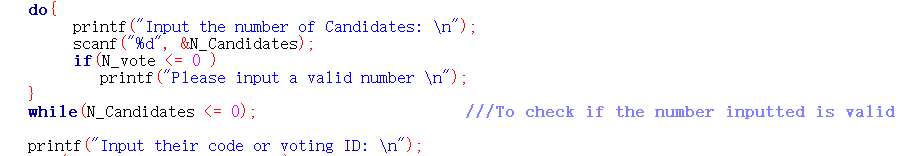 do{
printf("Input the number of Candidates: \n");
scanf("%d", &N_Candidates);
if(N_vote <= 0 )
printf("Please input a valid number \n");
}
while(N_Candidates <= 0); ///To check if the number inputted is valid
printf("Input their code or voting ID: \n");